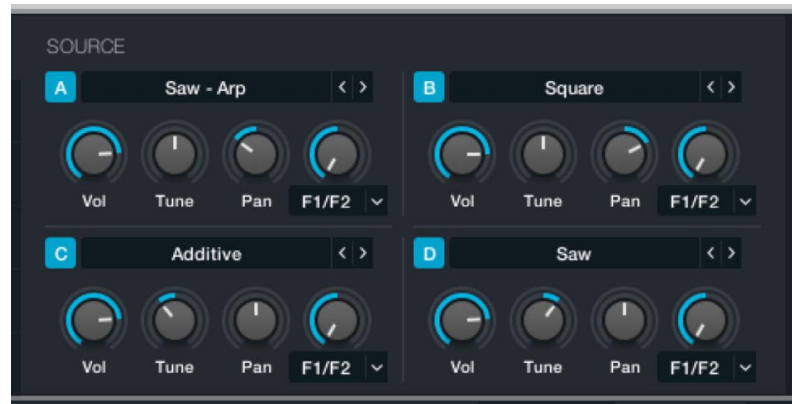 SOURCE
A Saw - Arp < > B Square < >
Vol Tune Pan F1/F2 Vol Tune Pan F1/F2
C Additive < > D Saw < >
Vol Tune Pan F1/F2 Vol Tune Pan F1/F2